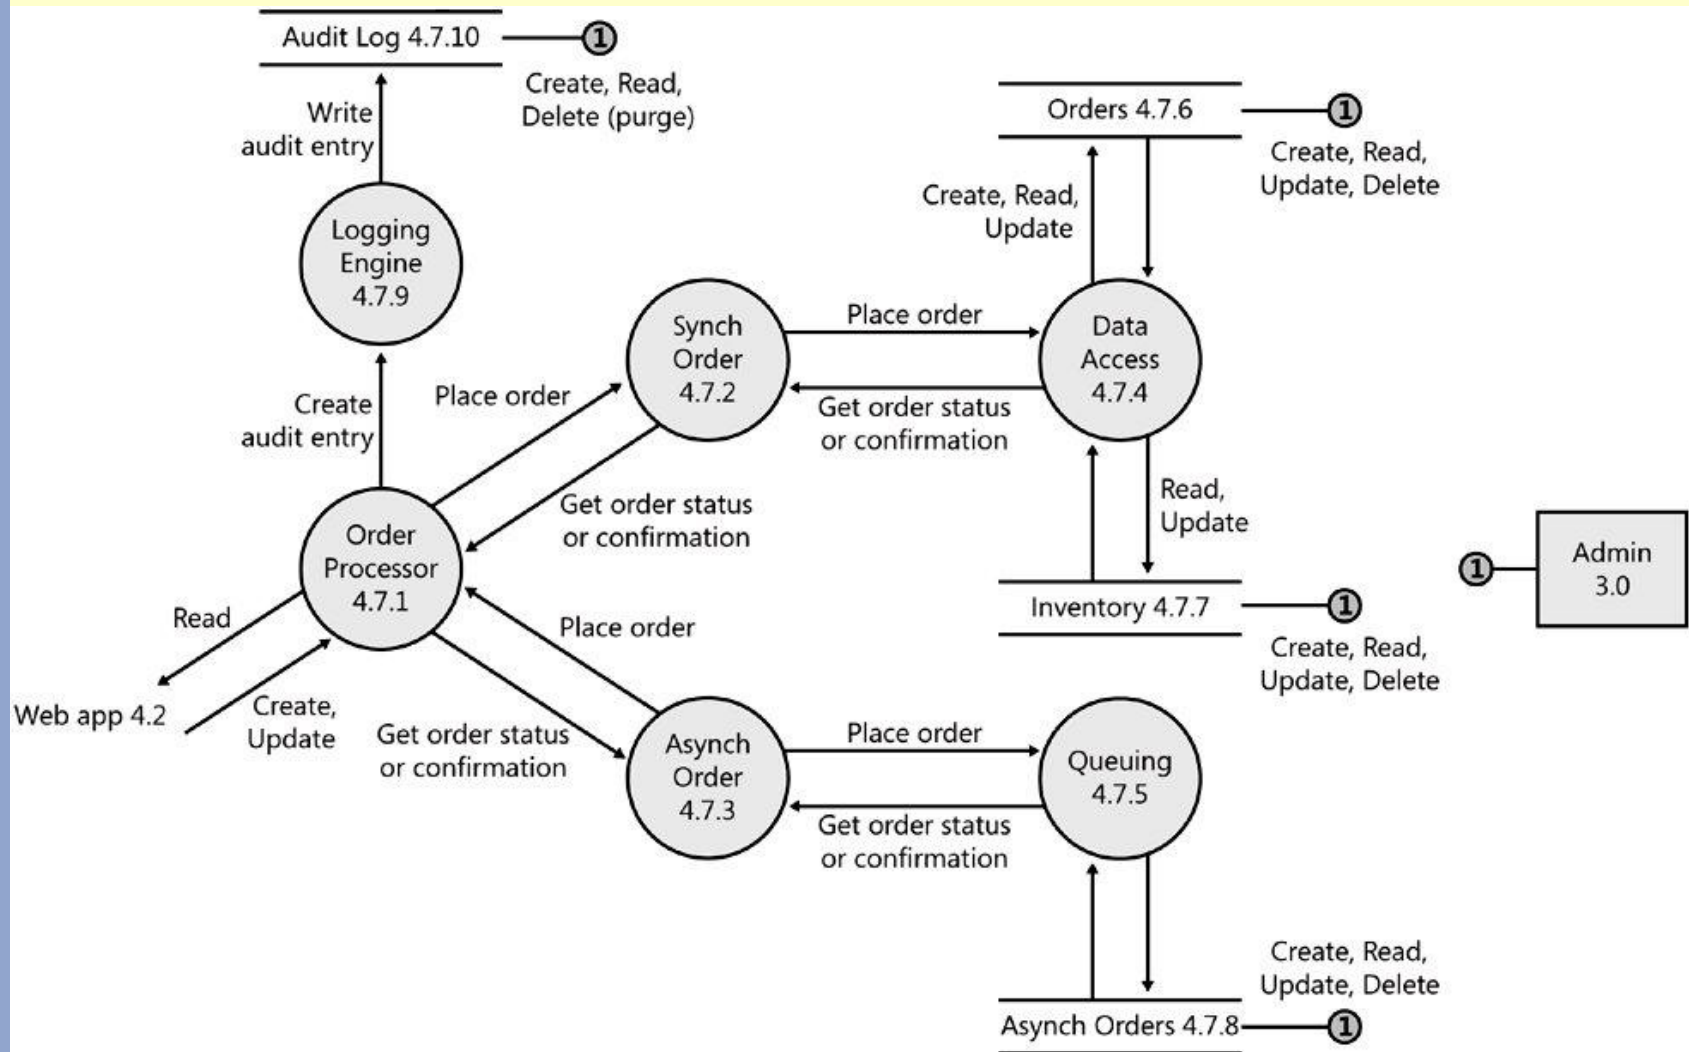 Audit Log 4.7.10
1
Create, Read,
Delete (purge)
Write
audit entry
Orders 4.7.6
1
Create, Read,
Update, Delete
Create, Read,
Update
Logging
Engine
4.7.9
Synch
Order
4.7.2
Place order
Data
Access
4.7.4
Create
audit entry
Place order
Get order status
or confirmation
Get order status
or confirmation
Read,
Update
Order
Processor
4.7.1
1
Admin
3.0
Read
Place order
Inventory 4.7.7
1
Create, Read,
Update, Delete
Web app 4.2
Create,
Update
Get order status
or confirmation
Asynch
Order
4.7.3
Place order
Queuing
4.7.5
Get order status
or confirmation
Create, Read,
Update, Delete
Asynch Orders 4.7.8
1